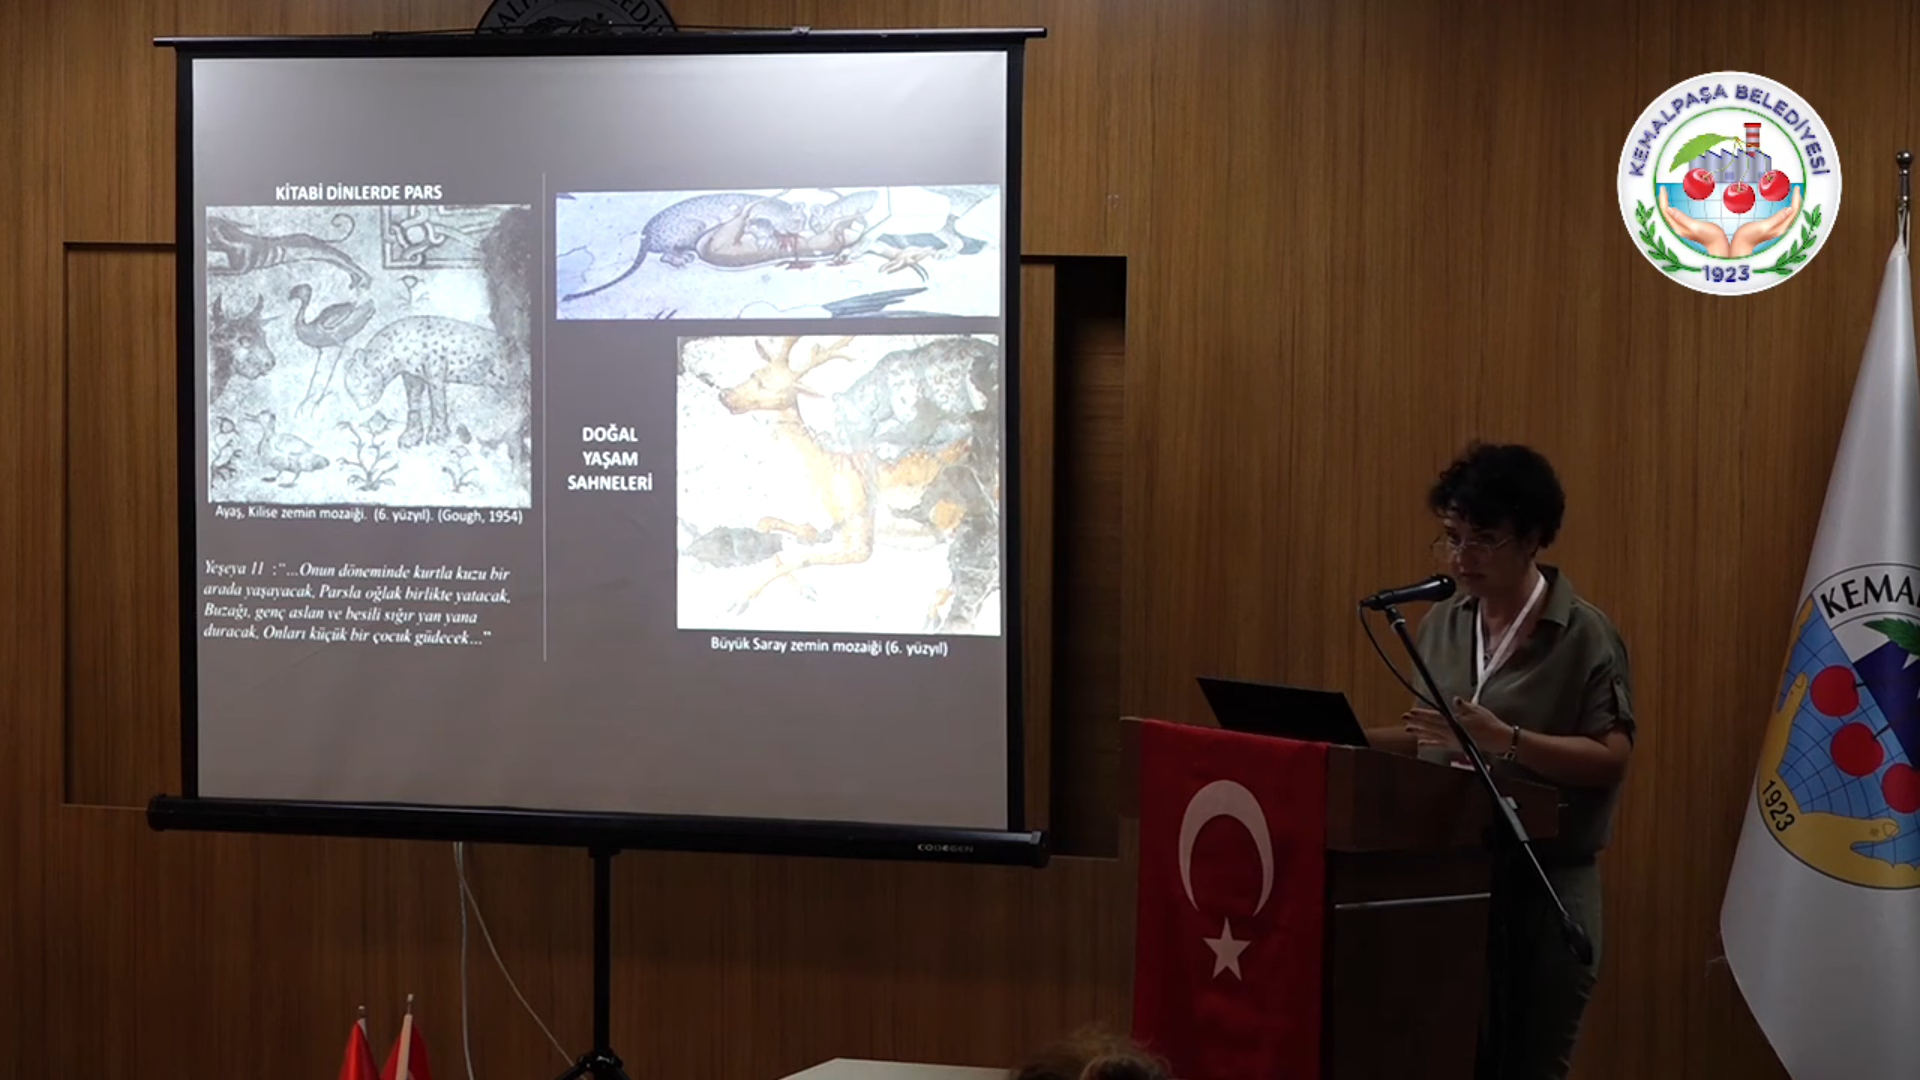 KİTABİ DİNLERDE PARS
Ayaş, Kilise zemin mozaiği. (6. yüzyıl). (Gough, 1954)
Yeşeya 11 :"...Onun döneminde kurtla kuzu bir
arada yaşayacak, Parsla oğlak birlikte yatacak,
Buzağı, genç aslan ve besili sığır yan yana
duracak, Onları küçük bir çocuk güdecek..."
DOĞAL
YAŞAM
SAHNELERİ
Büyük Saray zemin mozaiği (6. yüzyıl)
CODEGEN
KEMALPAŞA BELEDİYESİ
1923
KEMA
1923